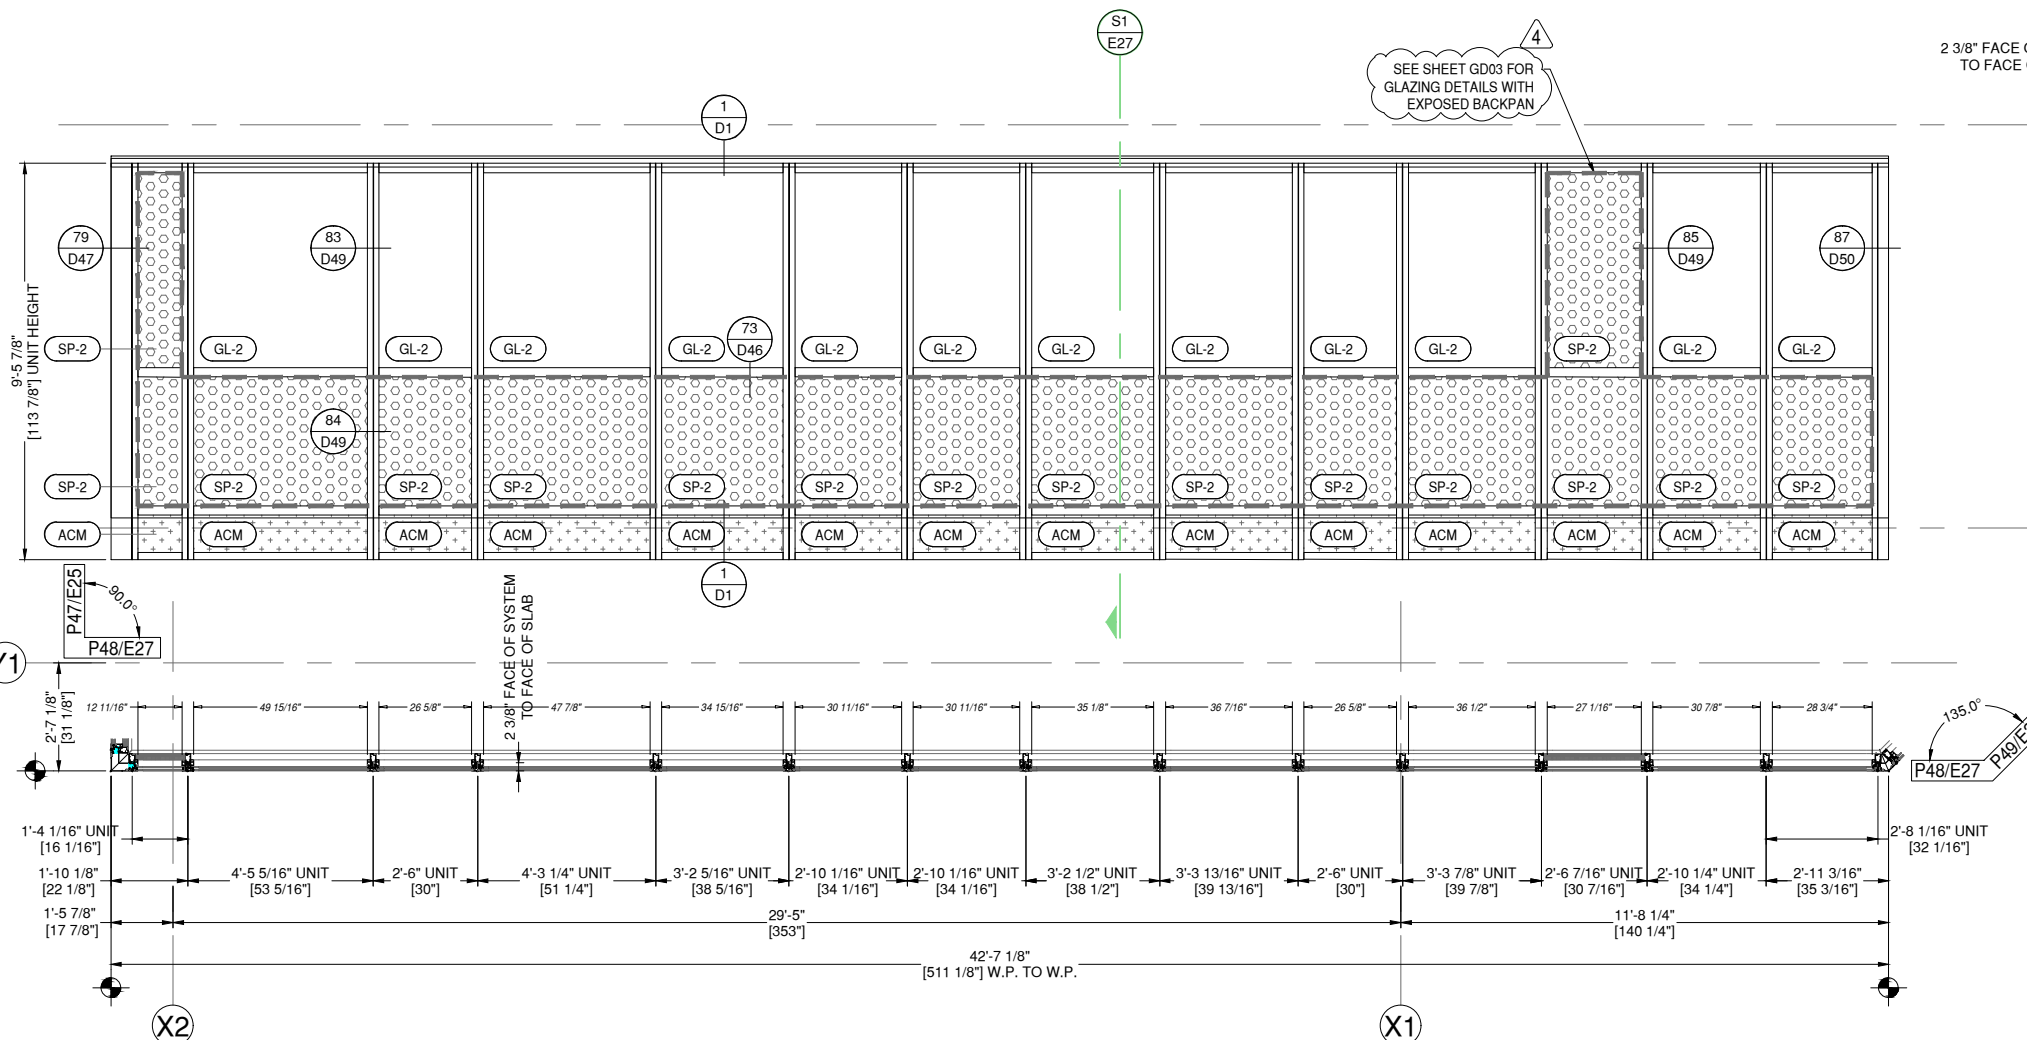 S1
E27
4
SEE SHEET GD03 FOR
GLAZING DETAILS WITH
EXPOSED BACKPAN
2 3/8" FACE
TO FACE
1
D1
79
D47
83
D49
85
D49
87
D50
9'-5 7/8"
[113 7/8"] UNIT HEIGHT
73
D46
SP-2
GL-2
GL-2
GL-2
GL-2
GL-2
GL-2
GL-2
GL-2
GL-2
GL-2
SP-2
GL-2
GL-2
84
D49
SP-2
SP-2
SP-2
SP-2
SP-2
SP-2
SP-2
SP-2
SP-2
SP-2
SP-2
SP-2
SP-2
SP-2
ACM
ACM
ACM
ACM
ACM
ACM
ACM
ACM
ACM
ACM
ACM
ACM
ACM
ACM
1
D1
P47/E25
90.0°
P48/E27
2 3/8" FACE OF SYSTEM
TO FACE OF SLAB
Y1
2'-7 1/8"
[31 1/8"]
12 11/16"
49 15/16"
26 5/8"
47 7/8"
34 15/16"
30 11/16"
30 11/16"
35 1/8"
36 7/16"
26 5/8"
36 1/2"
27 1/16"
30 7/8"
28 3/4"
135.0°
P48/E27
P49/E
1'-4 1/16" UNIT
[16 1/16"]
2'-8 1/16" UNIT
[32 1/16"]
1'-10 1/8"
[22 1/8"]
4'-5 5/16" UNIT
[53 5/16"]
2'-6" UNIT
[30"]
4'-3 1/4" UNIT
[51 1/4"]
3'-2 5/16" UNIT
[38 5/16"]
2'-10 1/16" UNIT
[34 1/16"]
2'-10 1/16" UNIT
[34 1/16"]
3'-2 1/2" UNIT
[38 1/2"]
3'-3 13/16" UNIT
[39 13/16"]
2'-6" UNIT
[30"]
3'-3 7/8" UNIT
[39 7/8"]
2'-6 7/16" UNIT
[30 7/16"]
2'-10 1/4" UNIT
[34 1/4"]
2'-11 3/16"
[35 3/16"]
1'-5 7/8"
[17 7/8"]
29'-5"
[353"]
11'-8 1/4"
[140 1/4"]
42'-7 1/8"
[511 1/8"] W.P. TO W.P.
X2
X1